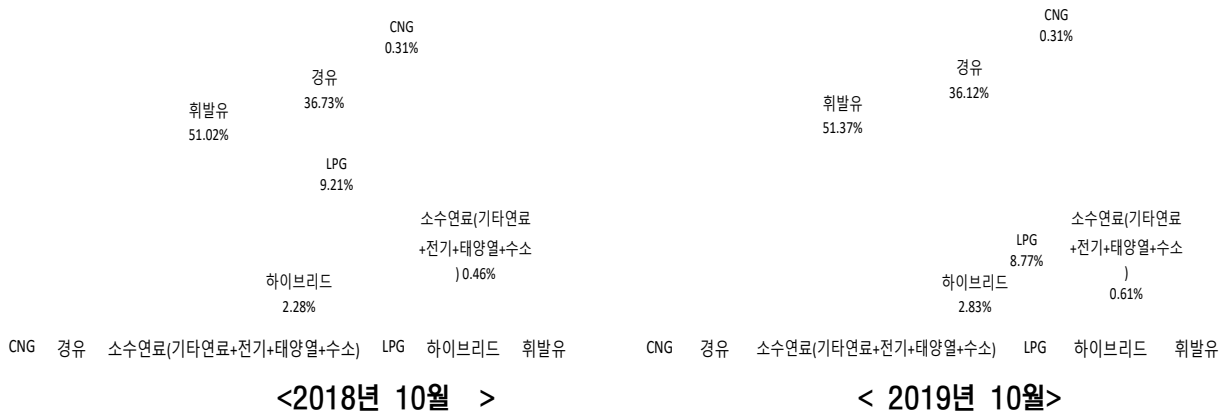 CNG
0.31%
경유
36.73%
휘발유
51.02%
LPG
9.21%
소수연료(기타연료
+전기+태양열+수소
) 0.46%
하이브리드
2.28%
CNG 경유 소수연료(기타연료+전기+태양열+수소) LPG 하이브리드 휘발유
<2018년 10월 >
CNG
0.31%
경유
36.12%
휘발유
51.37%
LPG
8.77%
소수연료(기타연료
+전기+태양열+수소
)
0.61%
하이브리드
2.83%
CNG 경유 소수연료(기타연료+전기+태양열+수소) LPG 하이브리드 휘발유
< 2019년 10월>